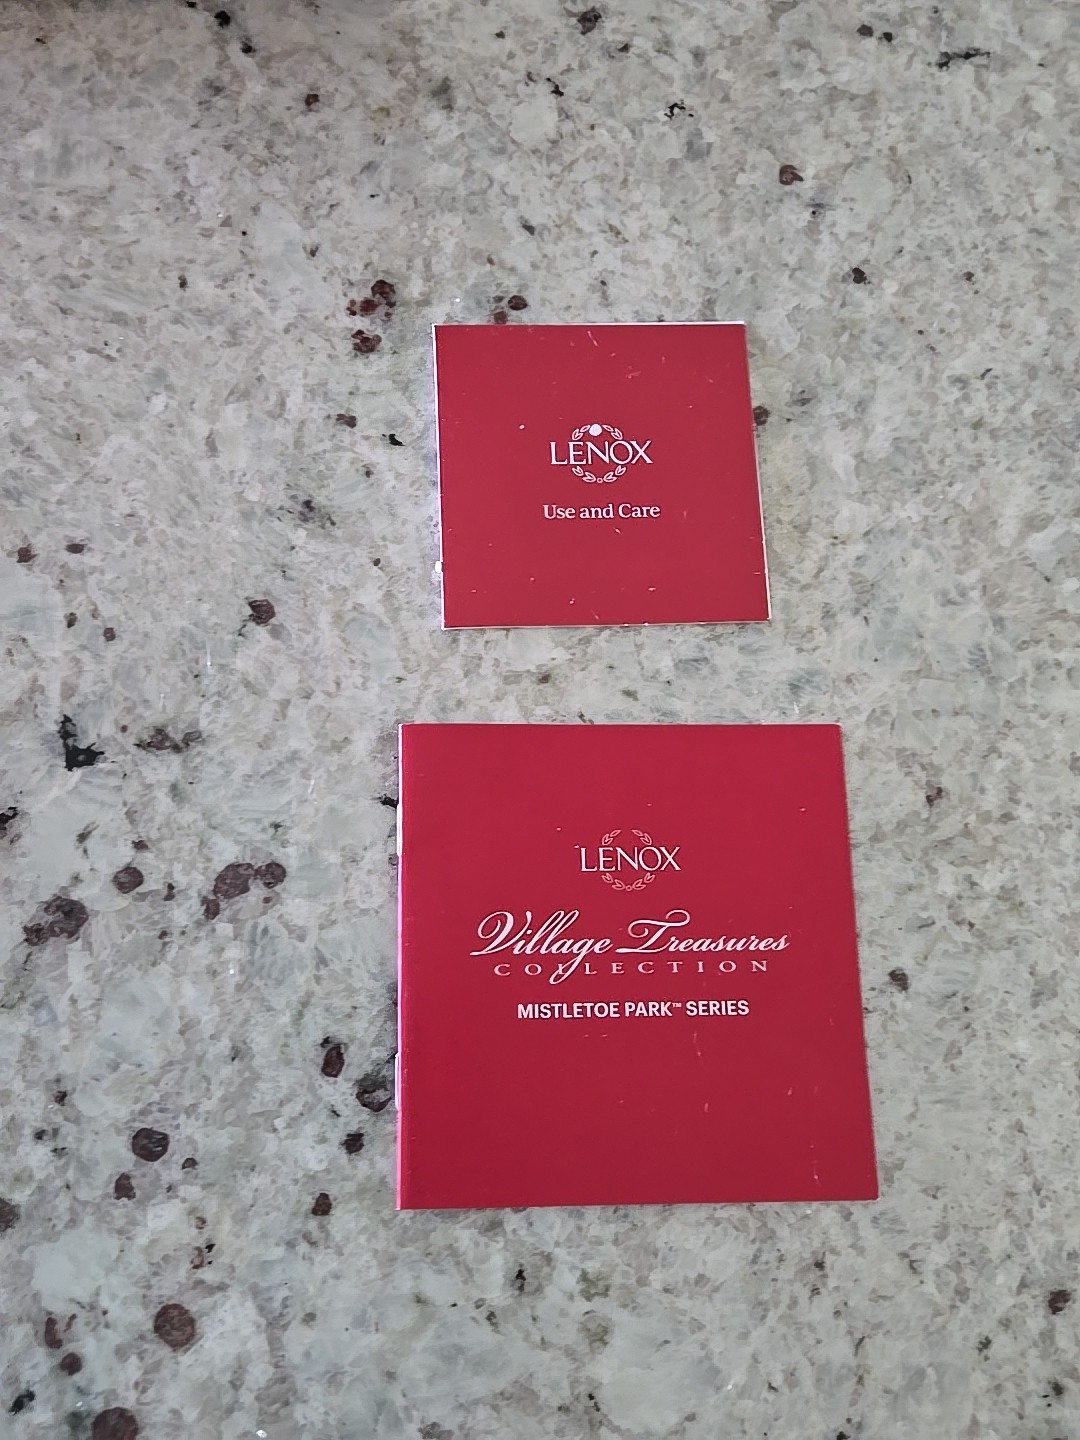 LENOX
Use and Care
LENOX
Village Treasures
COLLECTION
MISTLETOE PARK™ SERIES